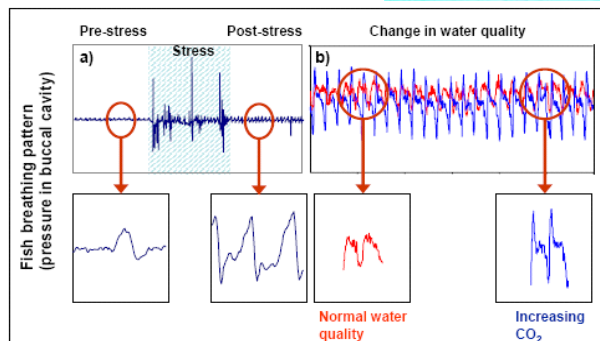 Pre-stress
Post-stress
Change in water quality
a)
Stress
b)
Fish breathing pattern
(pressure in buccal cavity)
Normal water
quality
Increasing
CO₂